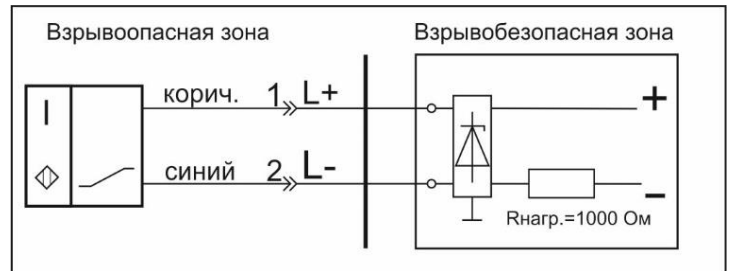 Взрывоопасная зона
Взрывобезопасная зона
I
корич. 1 L+
+
синий 2 L-
−
Rнагр.=1000 Ом